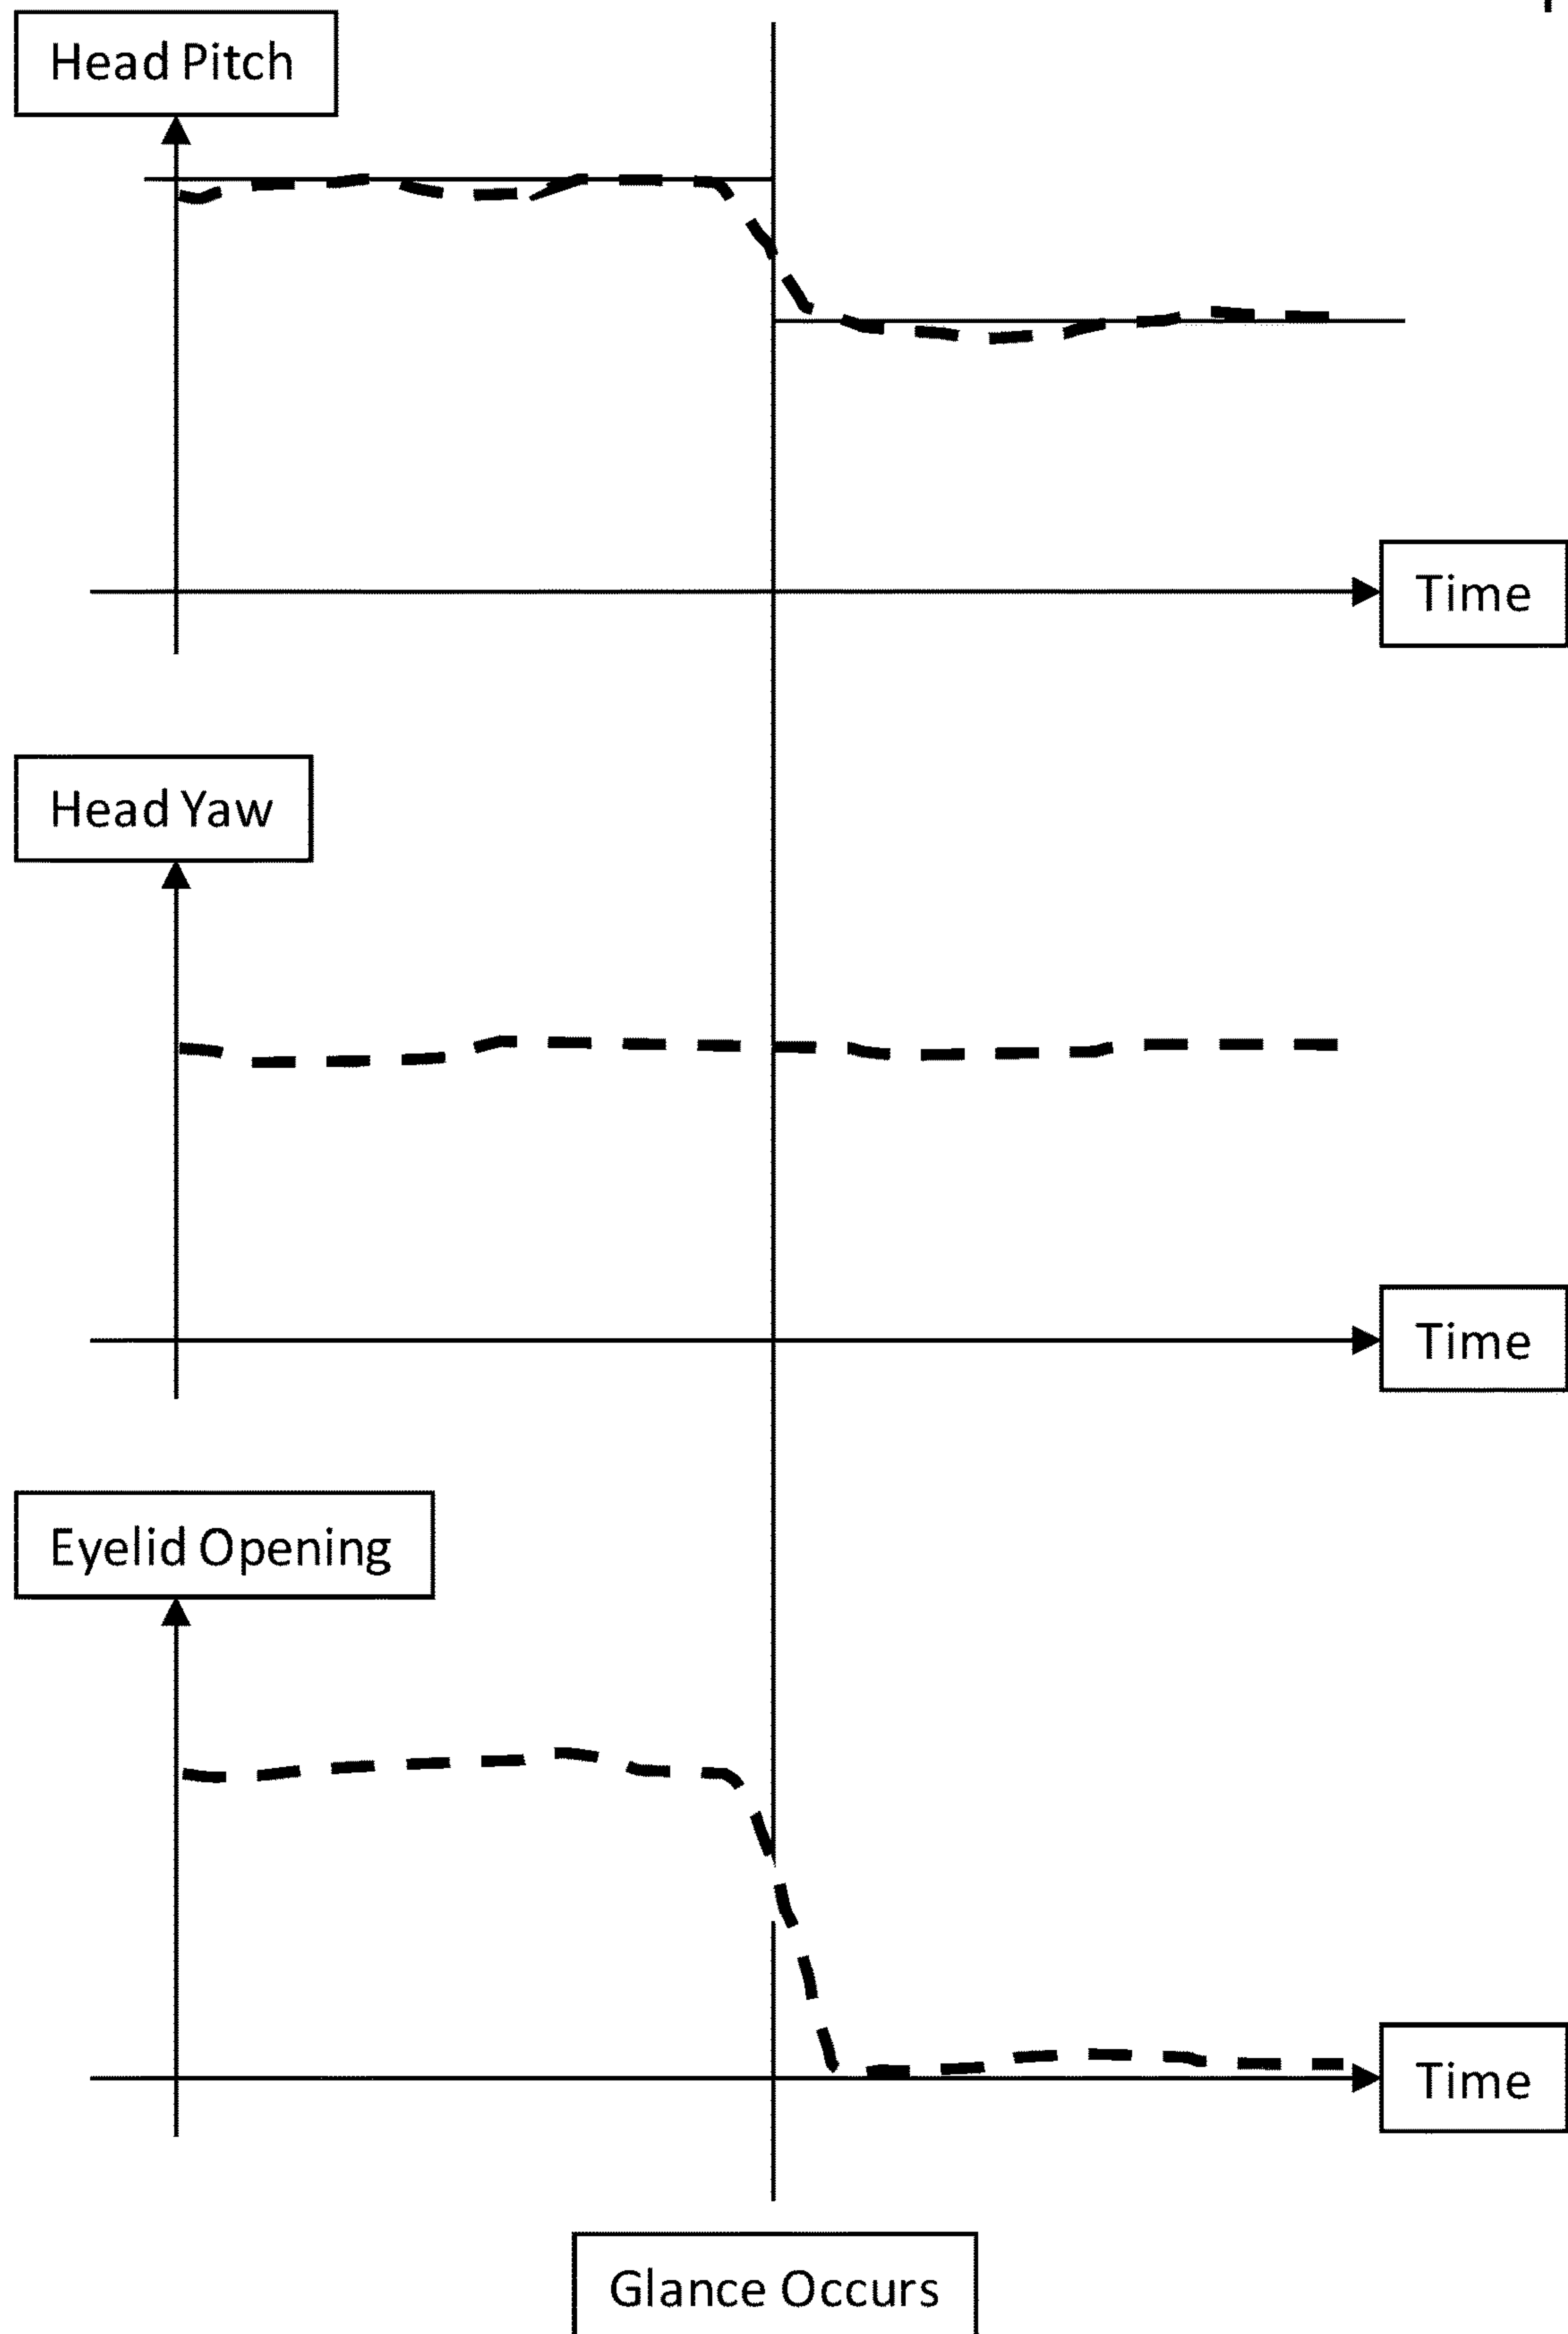 Head Pitch
Time
Head Yaw
Time
Eyelid Opening
Time
Glance Occurs